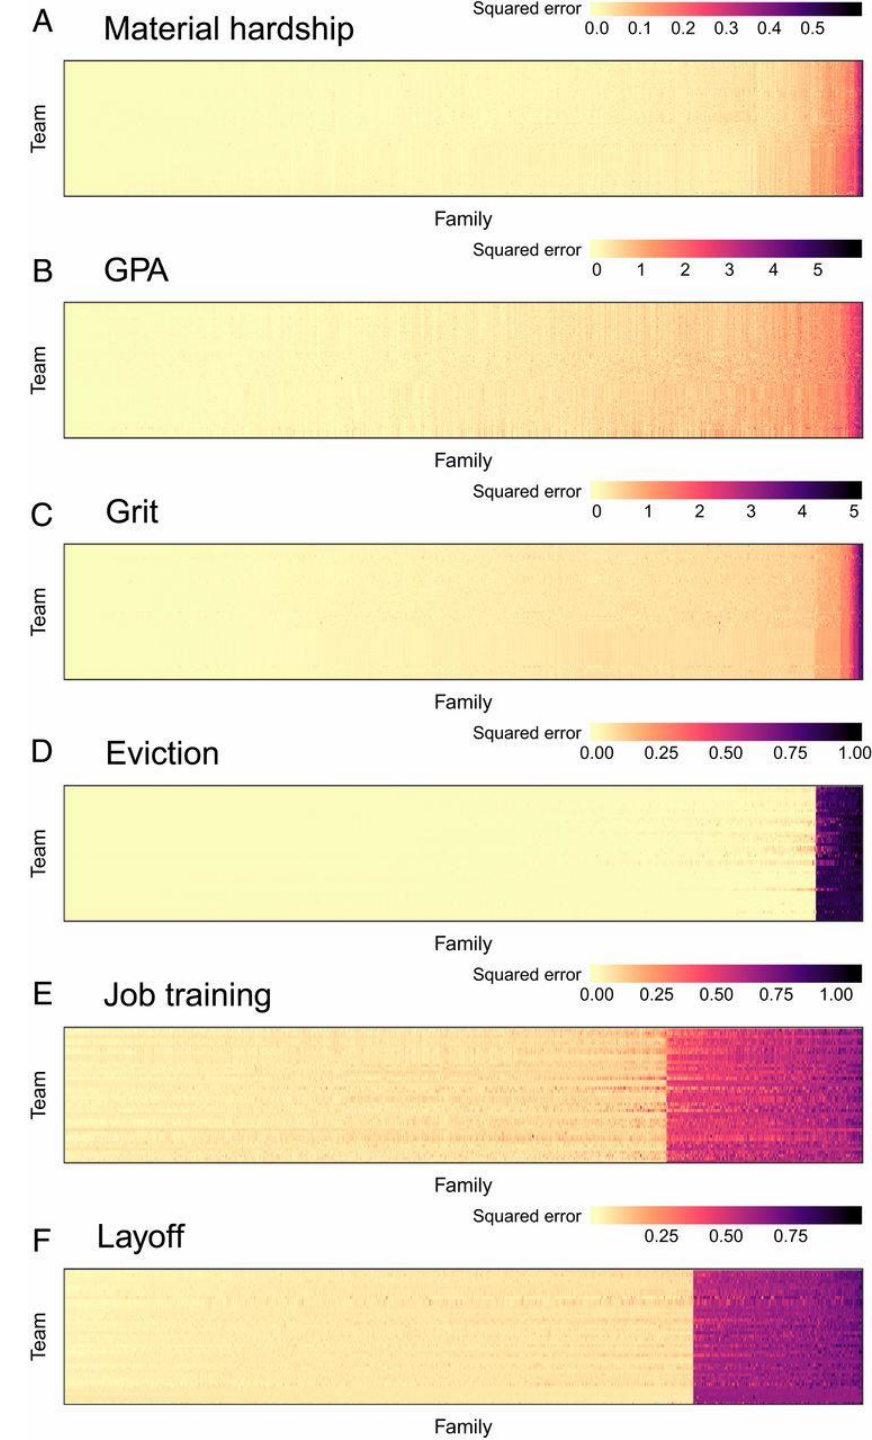 A Material hardship
Squared error
0.0 0.1 0.2 0.3 0.4 0.5
Team
Family
B GPA
Squared error
0 1 2 3 4 5
Team
Family
C Grit
Squared error
0 1 2 3 4 5
Team
Family
D Eviction
Squared error
0.00 0.25 0.50 0.75 1.00
Team
Family
E Job training
Squared error
0.00 0.25 0.50 0.75 1.00
Team
Family
F Layoff
Squared error
0.25 0.50 0.75
Team
Family